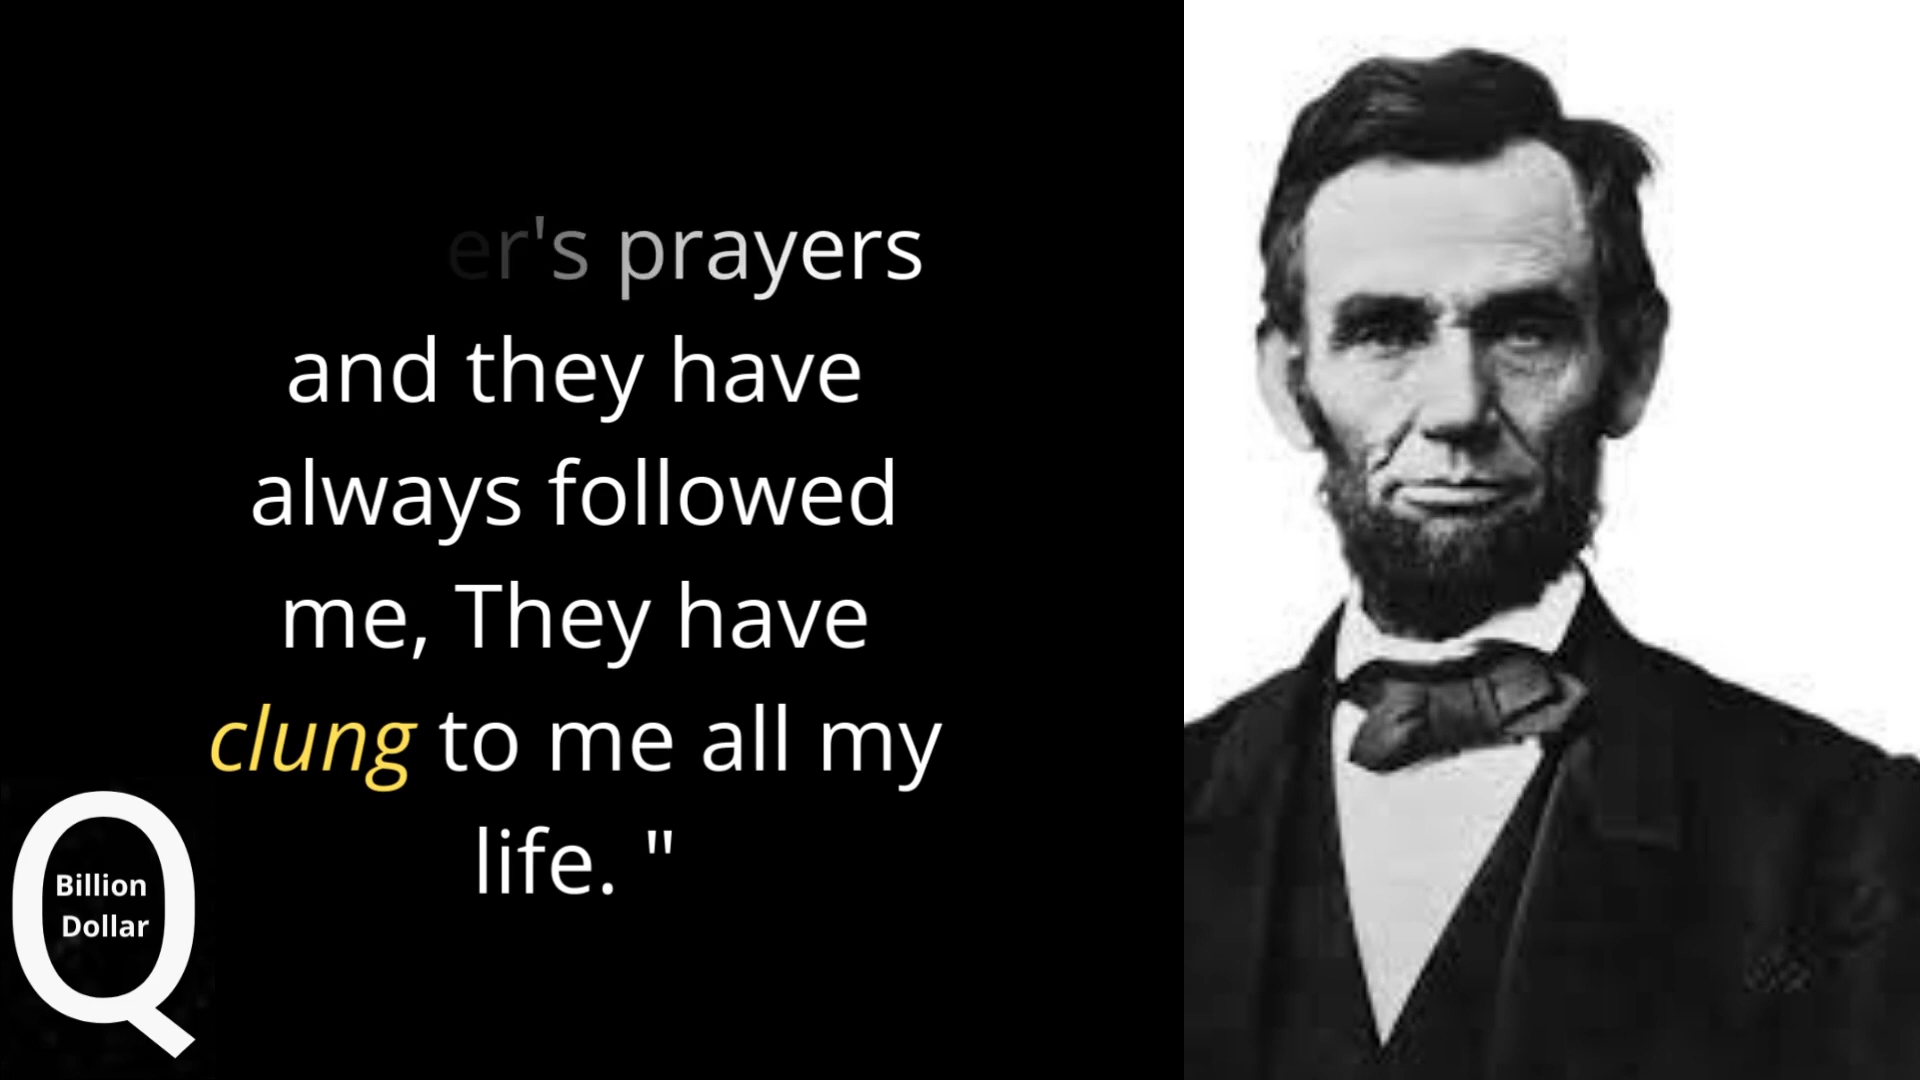 er's prayers
and they have
always followed
me, They have
clung to me all my
life. "
Q
Billion
Dollar